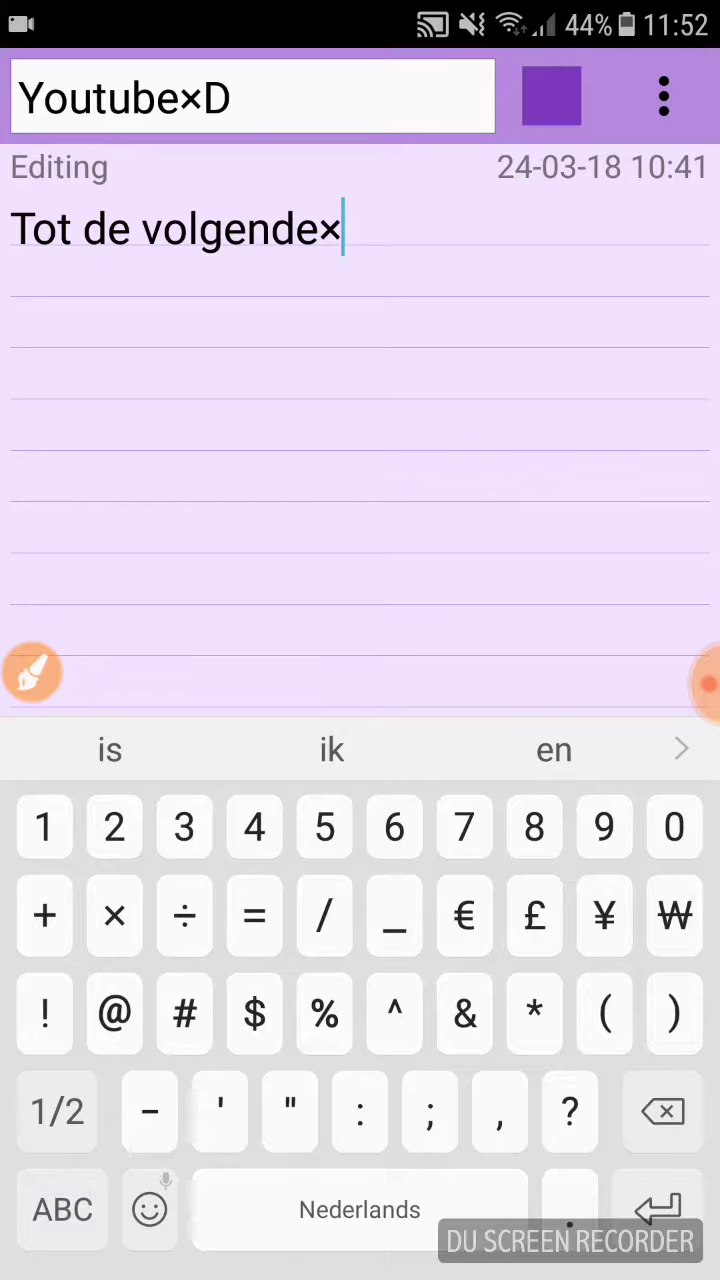 44% 11:52
Youtube×D
Editing 24-03-18 10:41
Tot de volgende×
is ik en
1 2 3 4 5 6 7 8 9 0
+ × ÷ = / _ € £ ¥ ₩
! @ # $ % ^ & * ( )
1/2 - ' " : ; , ?
ABC Nederlands .
DU SCREEN RECORDER